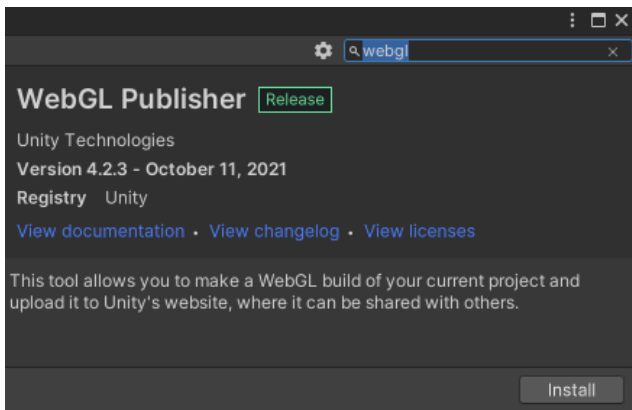 webgl
WebGL Publisher Release
Unity Technologies
Version 4.2.3 - October 11, 2021
Registry Unity
View documentation • View changelog • View licenses
This tool allows you to make a WebGL build of your current project and
upload it to Unity's website, where it can be shared with others.
Install